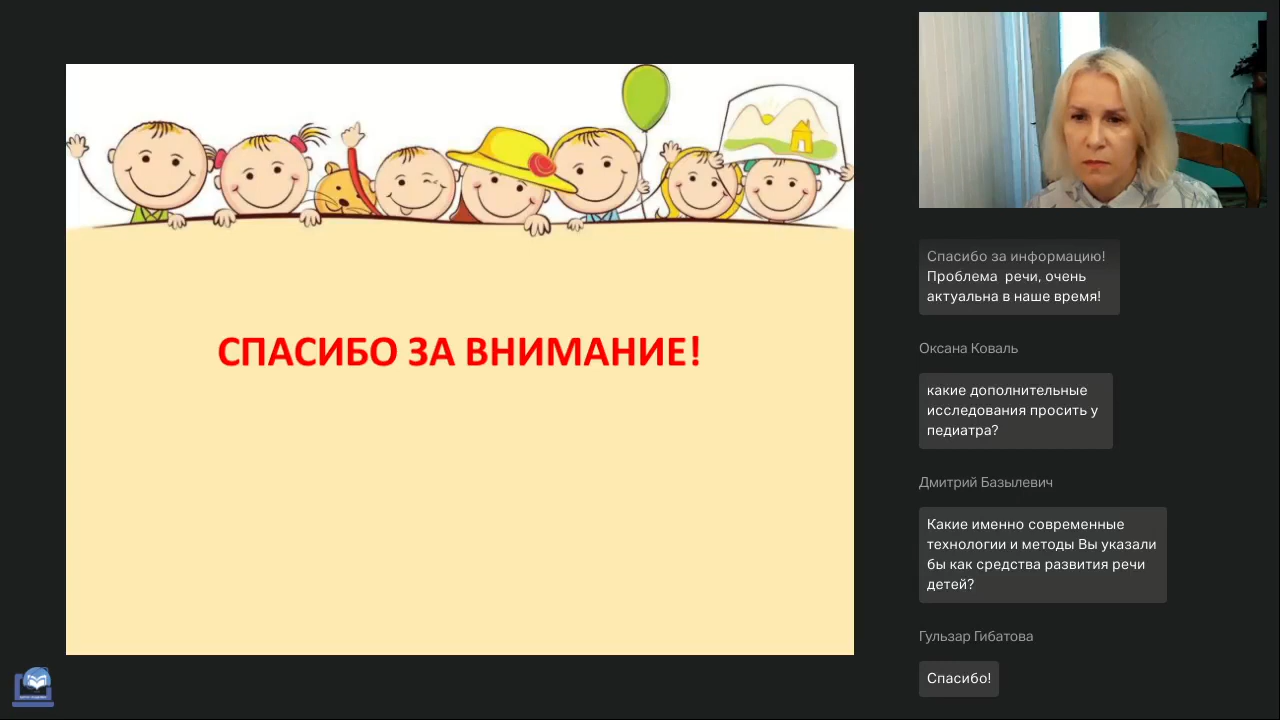 СПАСИБО ЗА ВНИМАНИЕ!
Спасибо за информацию!
Проблема  речи, очень
актуальна в наше время!
Оксана Коваль
какие дополнительные
исследования просить у
педиатра?
Дмитрий Базылевич
Какие именно современные
технологии и методы Вы указали
бы как средства развития речи
детей?
Гульзар Гибатова
Спасибо!